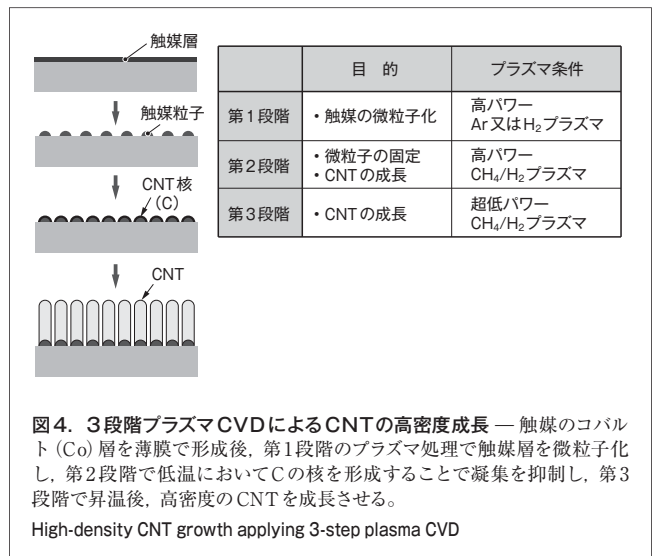 触媒層
触媒粒子
CNT核
(C)
CNT
目 的
プラズマ条件
第1段階
・触媒の微粒子化
高パワー
Ar又はH₂プラズマ
第2段階
・微粒子の固定
・CNTの成長
高パワー
CH₄/H₂プラズマ
第3段階
・CNTの成長
超低パワー
CH₄/H₂プラズマ
図4. 3段階プラズマCVDによるCNTの高密度成長 — 触媒のコバル
ト(Co)層を薄膜で形成後,第1段階のプラズマ処理で触媒層を微粒子化
し,第2段階で低温においてCの核を形成することで凝集を抑制し,第3
段階で昇温後,高密度のCNTを成長させる。
High-density CNT growth applying 3-step plasma CVD